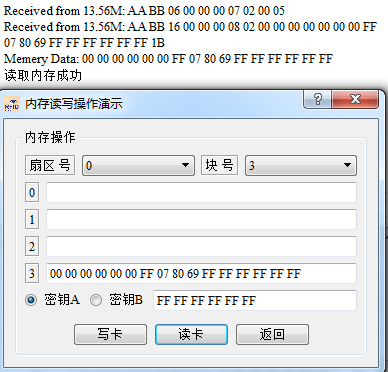 Received from 13.56M: AA BB 06 00 00 00 07 02 00 05
Received from 13.56M: AA BB 16 00 00 00 08 02 00 00 00 00 00 00 00 FF
07 80 69 FF FF FF FF FF FF 1B
Memery Data: 00 00 00 00 00 00 FF 07 80 69 FF FF FF FF FF FF
读取内存成功
内存读写操作演示
内存操作
扇区 号 0 块 号 3
0
1
2
3 00 00 00 00 00 00 FF 07 80 69 FF FF FF FF FF FF
密钥A 密钥B FF FF FF FF FF FF
写卡 读卡 返回